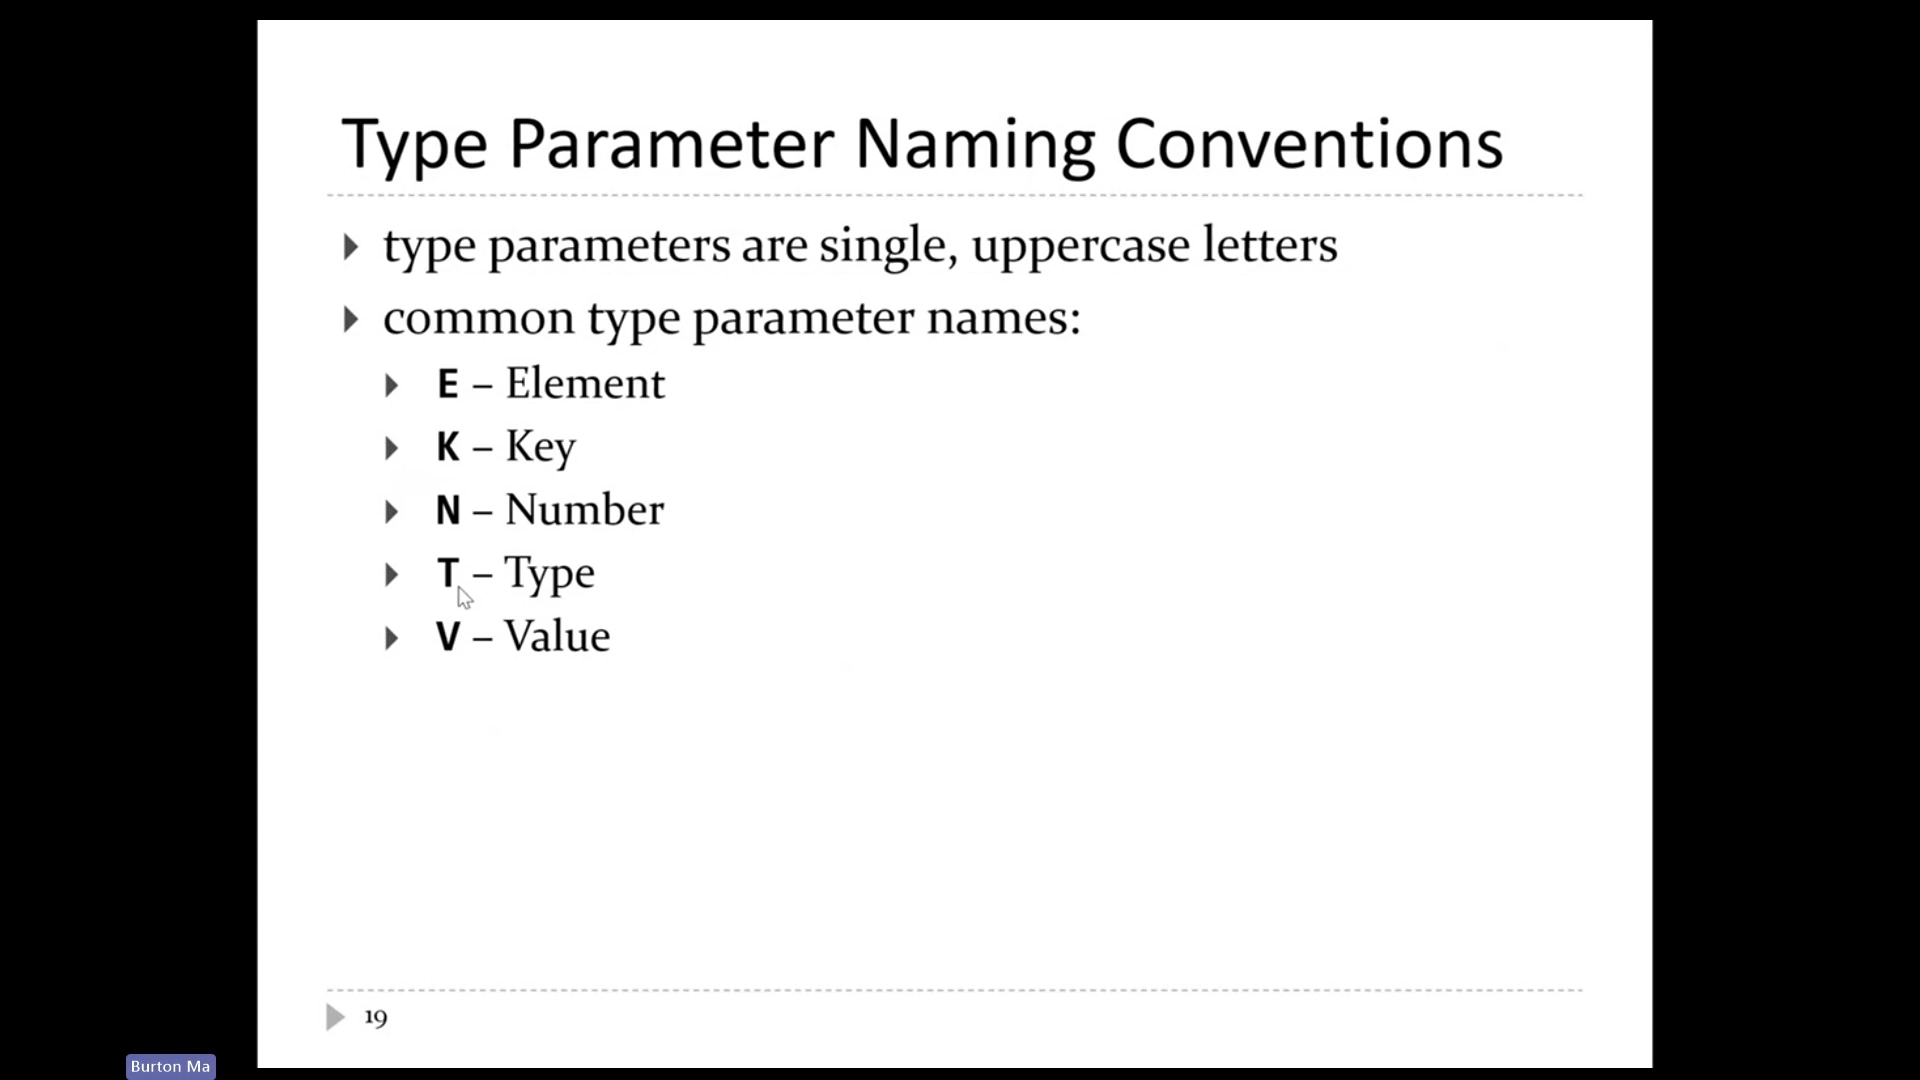 Type Parameter Naming Conventions
type parameters are single, uppercase letters
common type parameter names:
E – Element
K – Key
N – Number
T – Type
V – Value
19
Burton Ma